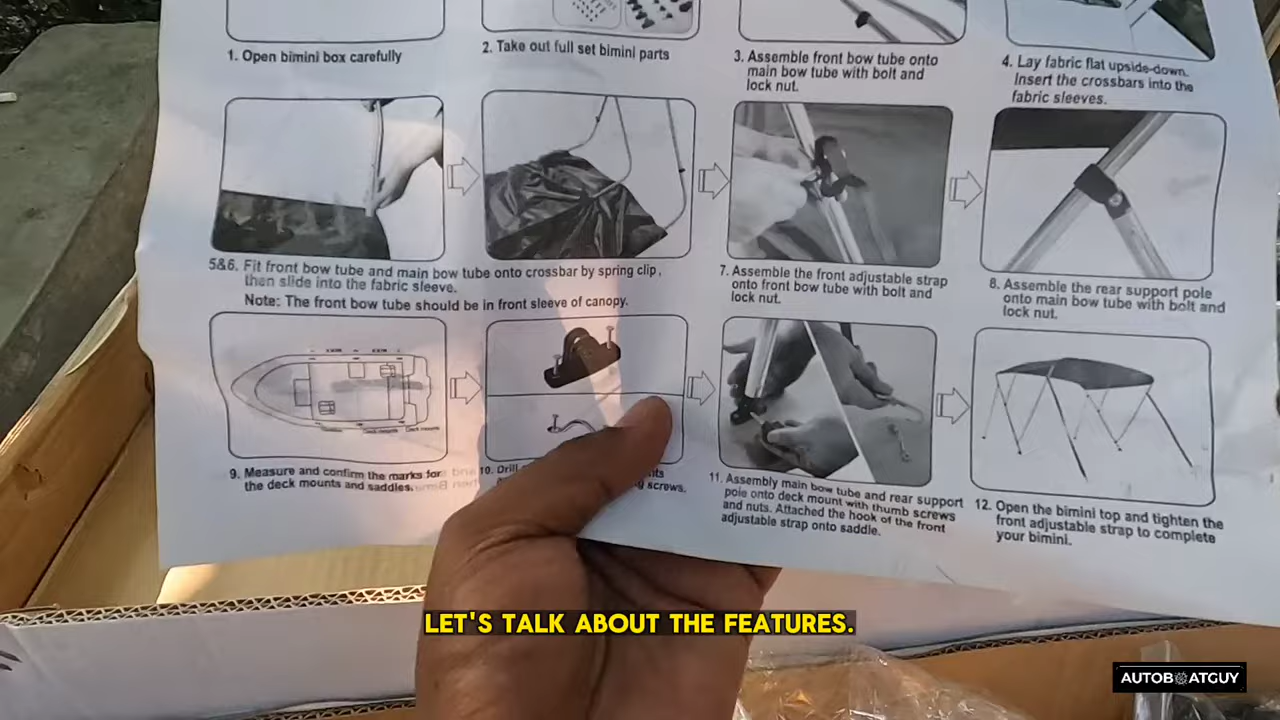 1. Open bimini box carefully
2. Take out full set bimini parts
3. Assemble front bow tube onto
main bow tube with bolt and
lock nut.
4. Lay fabric flat upside-down.
Insert the crossbars into the
fabric sleeves.
5&6. Fit front bow tube and main bow tube onto crossbar by spring clip,
then slide into the fabric sleeve.
Note: The front bow tube should be in front sleeve of canopy.
7. Assemble the front adjustable strap
onto front bow tube with bolt and
lock nut.
8. Assemble the rear support pole
onto main bow tube with bolt and
lock nut.
9. Measure and confirm the marks for
the deck mounts and saddles.
10. Drill
screws.
11. Assembly main bow tube and rear support
pole onto deck mount with thumb screws
and nuts. Attached the hook of the front
adjustable strap onto saddle.
12. Open the bimini top and tighten the
front adjustable strap to complete
your bimini.
LET'S TALK ABOUT THE FEATURES.
AUTOBOATGUY